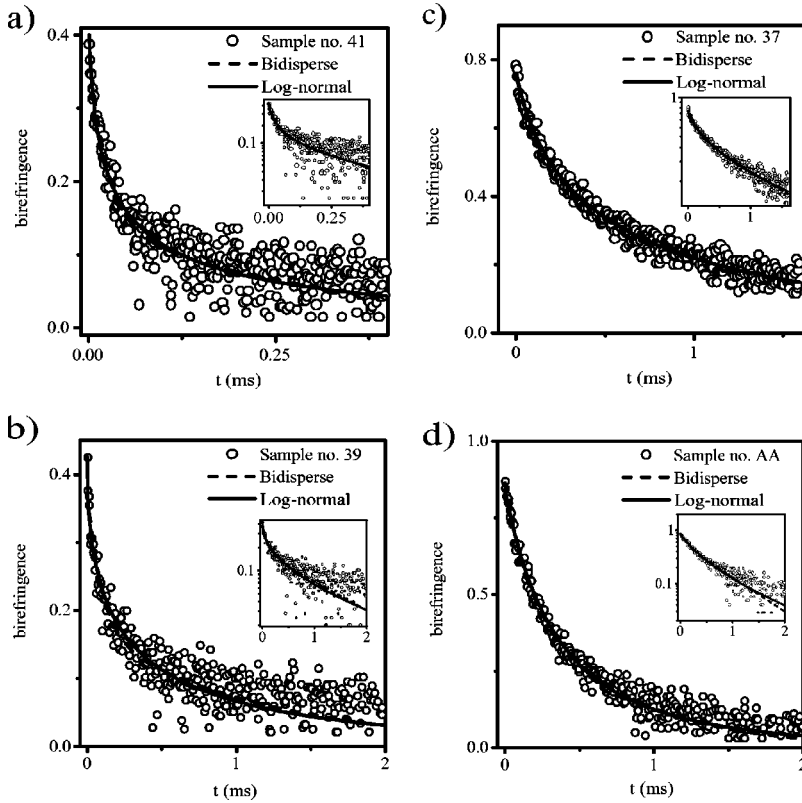 a)
0.4
0.2
0.0
birefringence
Sample no. 41
Bidisperse
Log-normal
0.1
0.00
0.25
0.00
0.25
t (ms)
c)
0.8
0.4
0.0
birefringence
Sample no. 37
Bidisperse
Log-normal
1
0
1
0
1
t (ms)
b)
0.4
0.2
0.0
birefringence
Sample no. 39
Bidisperse
Log-normal
0.1
0
1
2
0
1
2
t (ms)
d)
1.0
0.5
0.0
birefringence
Sample no. AA
Bidisperse
Log-normal
1
0.1
0
1
2
0
1
2
t (ms)